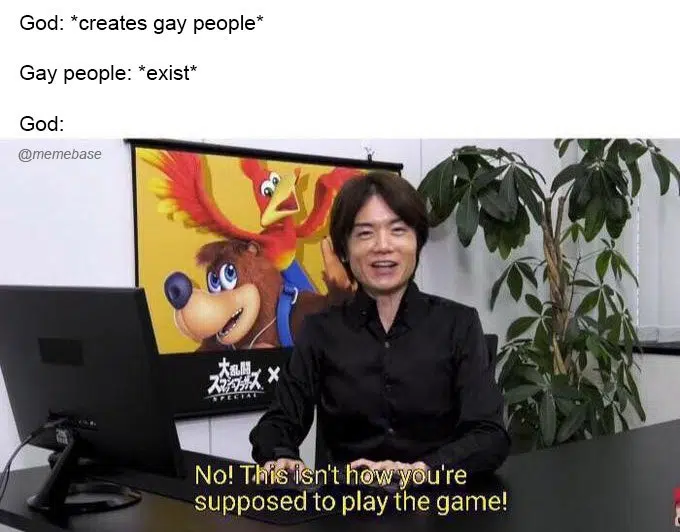 God: *creates gay people*
Gay people: *exist*
God:
@memebase
大乱闘
スマッシュブラザーズ ×
SPECIAL
No! This isn't how you're
supposed to play the game!